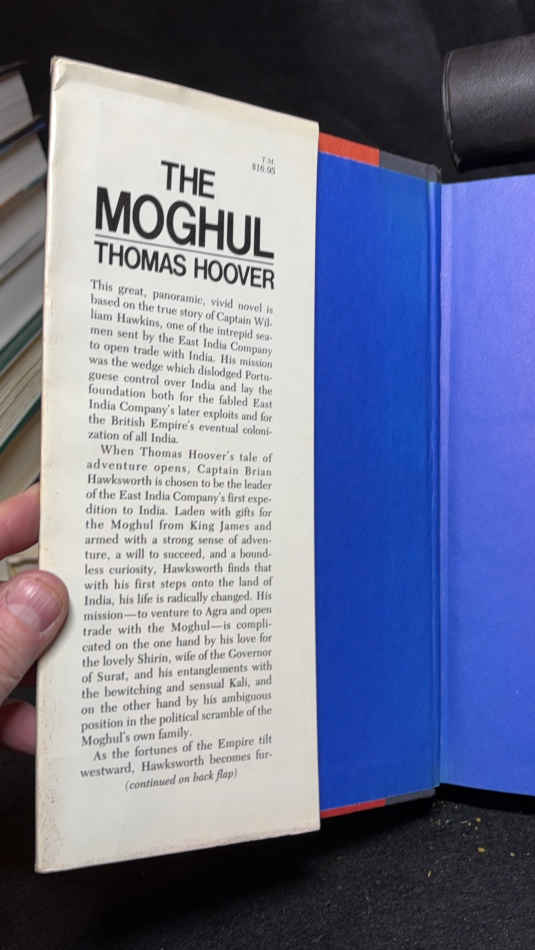 T.M.
$16.95
THE
MOGHUL
THOMAS HOOVER
This great, panoramic, vivid novel is
based on the true story of Captain Wil-
liam Hawkins, one of the intrepid sea-
men sent by the East India Company
to open trade with India. His mission
was the wedge which dislodged Portu-
guese control over India and lay the
foundation both for the fabled East
India Company's later exploits and for
the British Empire's eventual coloni-
zation of all India.
When Thomas Hoover's tale of
adventure opens, Captain Brian
Hawksworth is chosen to be the leader
of the East India Company's first expe-
dition to India. Laden with gifts for
the Moghul from King James and
armed with a strong sense of adven-
ture, a will to succeed, and a bound-
less curiosity, Hawksworth finds that
with his first steps onto the land of
India, his life is radically changed. His
mission—to venture to Agra and open
trade with the Moghul—is compli-
cated on the one hand by his love for
the lovely Shirin, wife of the Governor
of Surat, and his entanglements with
the bewitching and sensual Kali, and
on the other hand by his ambiguous
position in the political scramble of the
Moghul's own family.
As the fortunes of the Empire tilt
westward, Hawksworth becomes fur-
(continued on back flap)